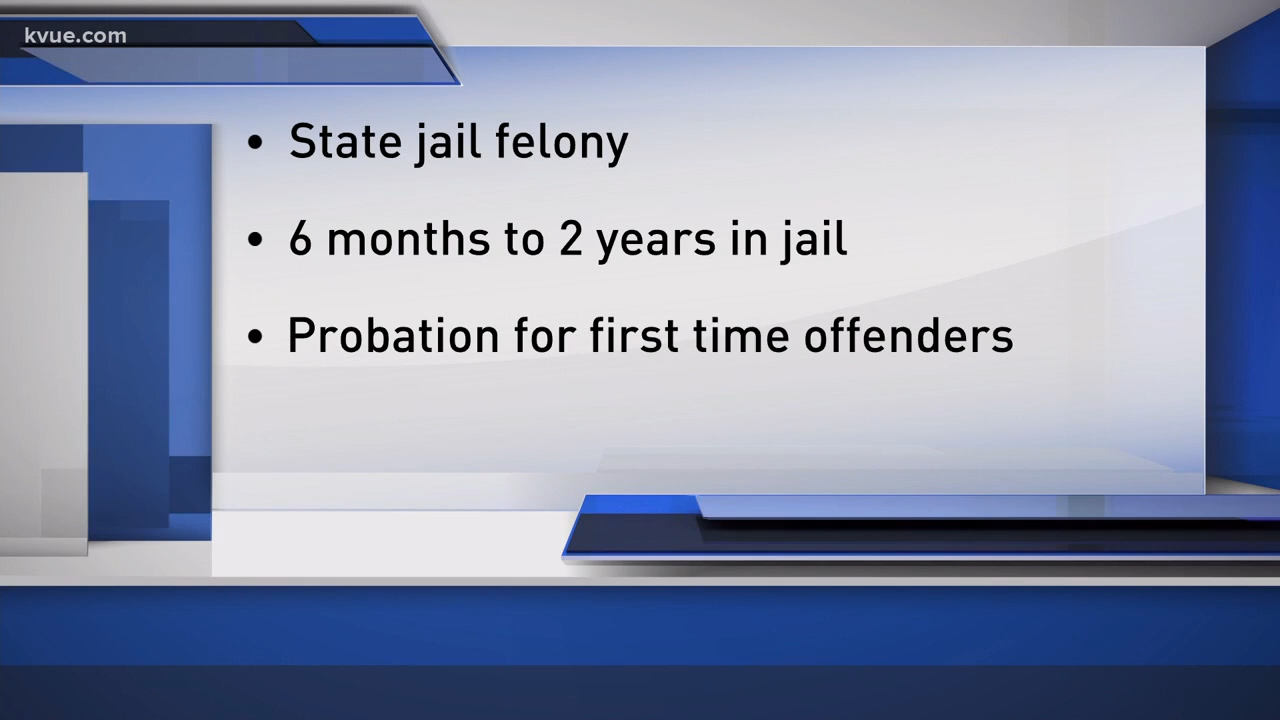 kvue.com
• State jail felony
• 6 months to 2 years in jail
• Probation for first time offenders